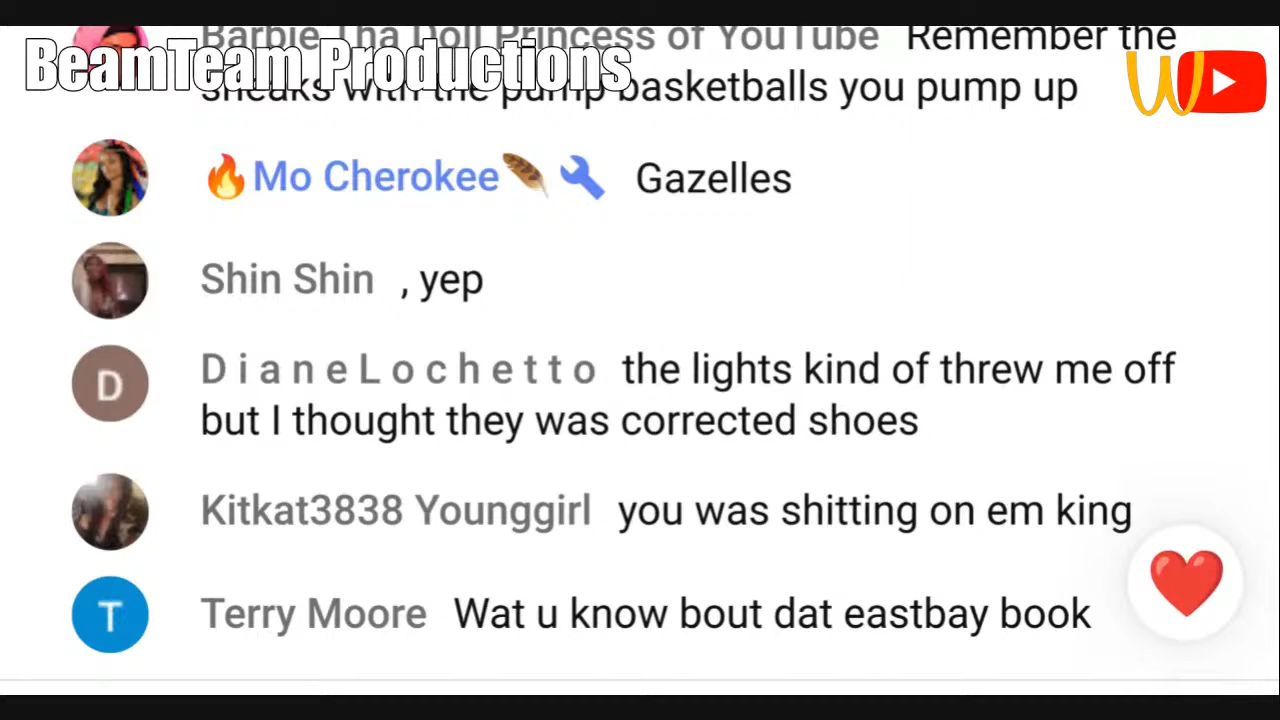 Barbie Tha Doll Princess of YouTube Remember the
BeamTeam Productions
sneaks with the pump basketballs you pump up
🔥Mo Cherokee🪶🔧 Gazelles
Shin Shin , yep
D i a n e L o c h e t t o the lights kind of threw me off
D
but I thought they was corrected shoes
Kitkat3838 Younggirl you was shitting on em king
T
Terry Moore Wat u know bout dat eastbay book